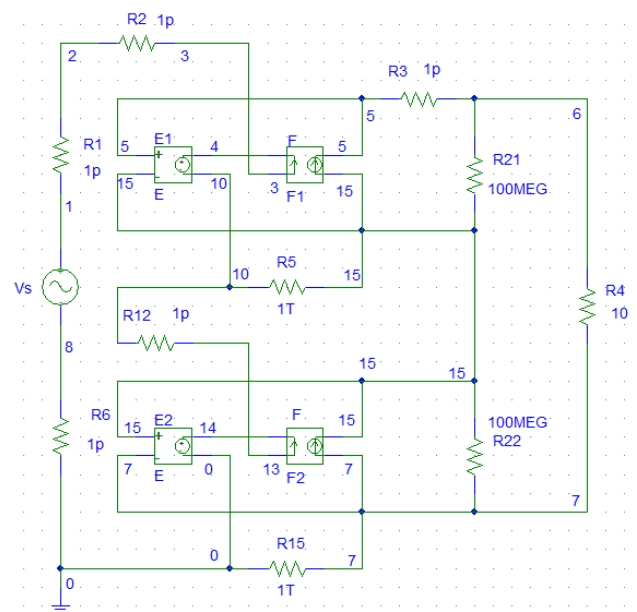 R2 1p
2 3
R3 1p
5 6
R1
1p
5 E1 4 F 5
R21
15 10 3 15
E F1
100MEG
1
10 R5 15
1T
Vs
R12 1p
R4
10
8
15 15
R6
1p
15 E2 14 F 15
100MEG
R22
7 0 13 7
E F2
7
R15
0 7
1T
0